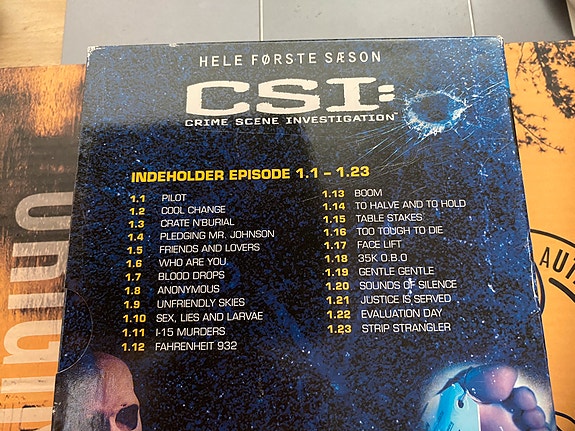 HELE FØRSTE SÆSON
CSI:
CRIME SCENE INVESTIGATION™
INDEHOLDER EPISODE 1.1 – 1.23
1.1 PILOT
1.2 COOL CHANGE
1.3 CRATE N'BURIAL
1.4 PLEDGING MR. JOHNSON
1.5 FRIENDS AND LOVERS
1.6 WHO ARE YOU
1.7 BLOOD DROPS
1.8 ANONYMOUS
1.9 UNFRIENDLY SKIES
1.10 SEX, LIES AND LARVAE
1.11 I-15 MURDERS
1.12 FAHRENHEIT 932
1.13 BOOM
1.14 TO HALVE AND TO HOLD
1.15 TABLE STAKES
1.16 TOO TOUGH TO DIE
1.17 FACE LIFT
1.18 35K O.B.O
1.19 GENTLE GENTLE
1.20 SOUNDS OF SILENCE
1.21 JUSTICE IS SERVED
1.22 EVALUATION DAY
1.23 STRIP STRANGLER
AUT